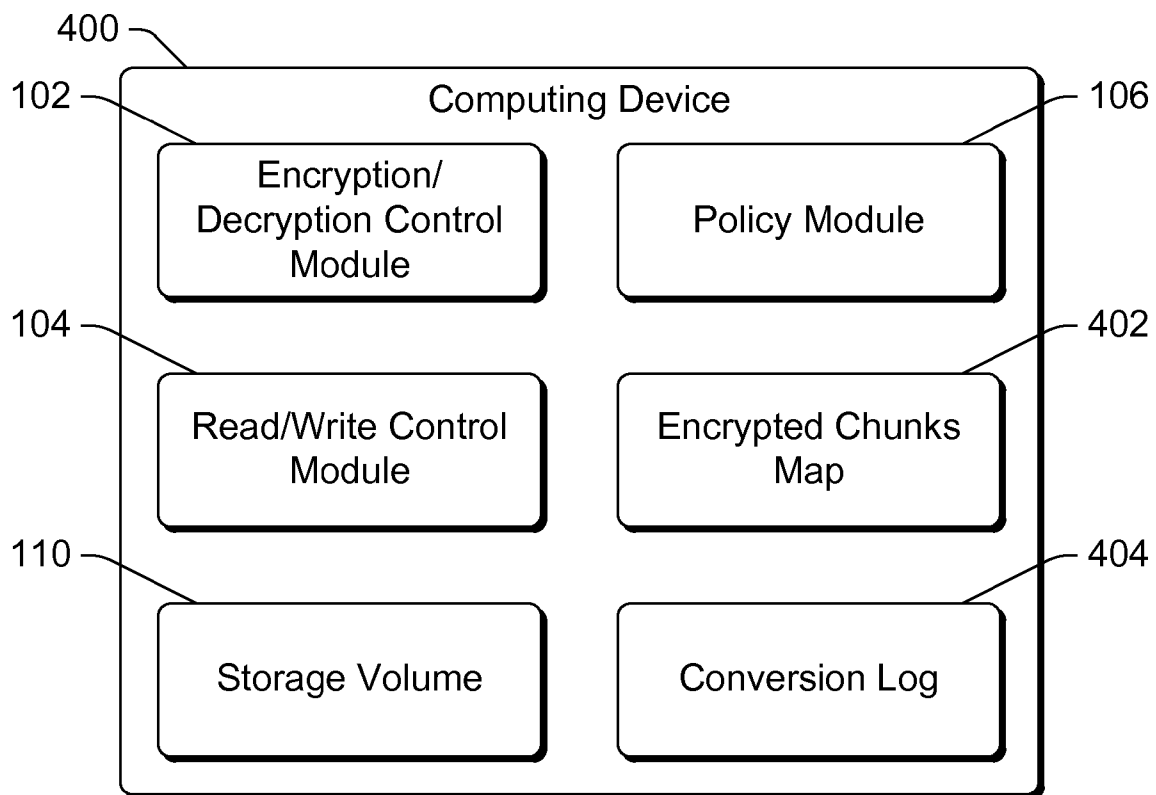 400
Computing Device
102
106
Encryption/
Decryption Control
Module
Policy Module
104
402
Read/Write Control
Module
Encrypted Chunks
Map
110
404
Storage Volume
Conversion Log